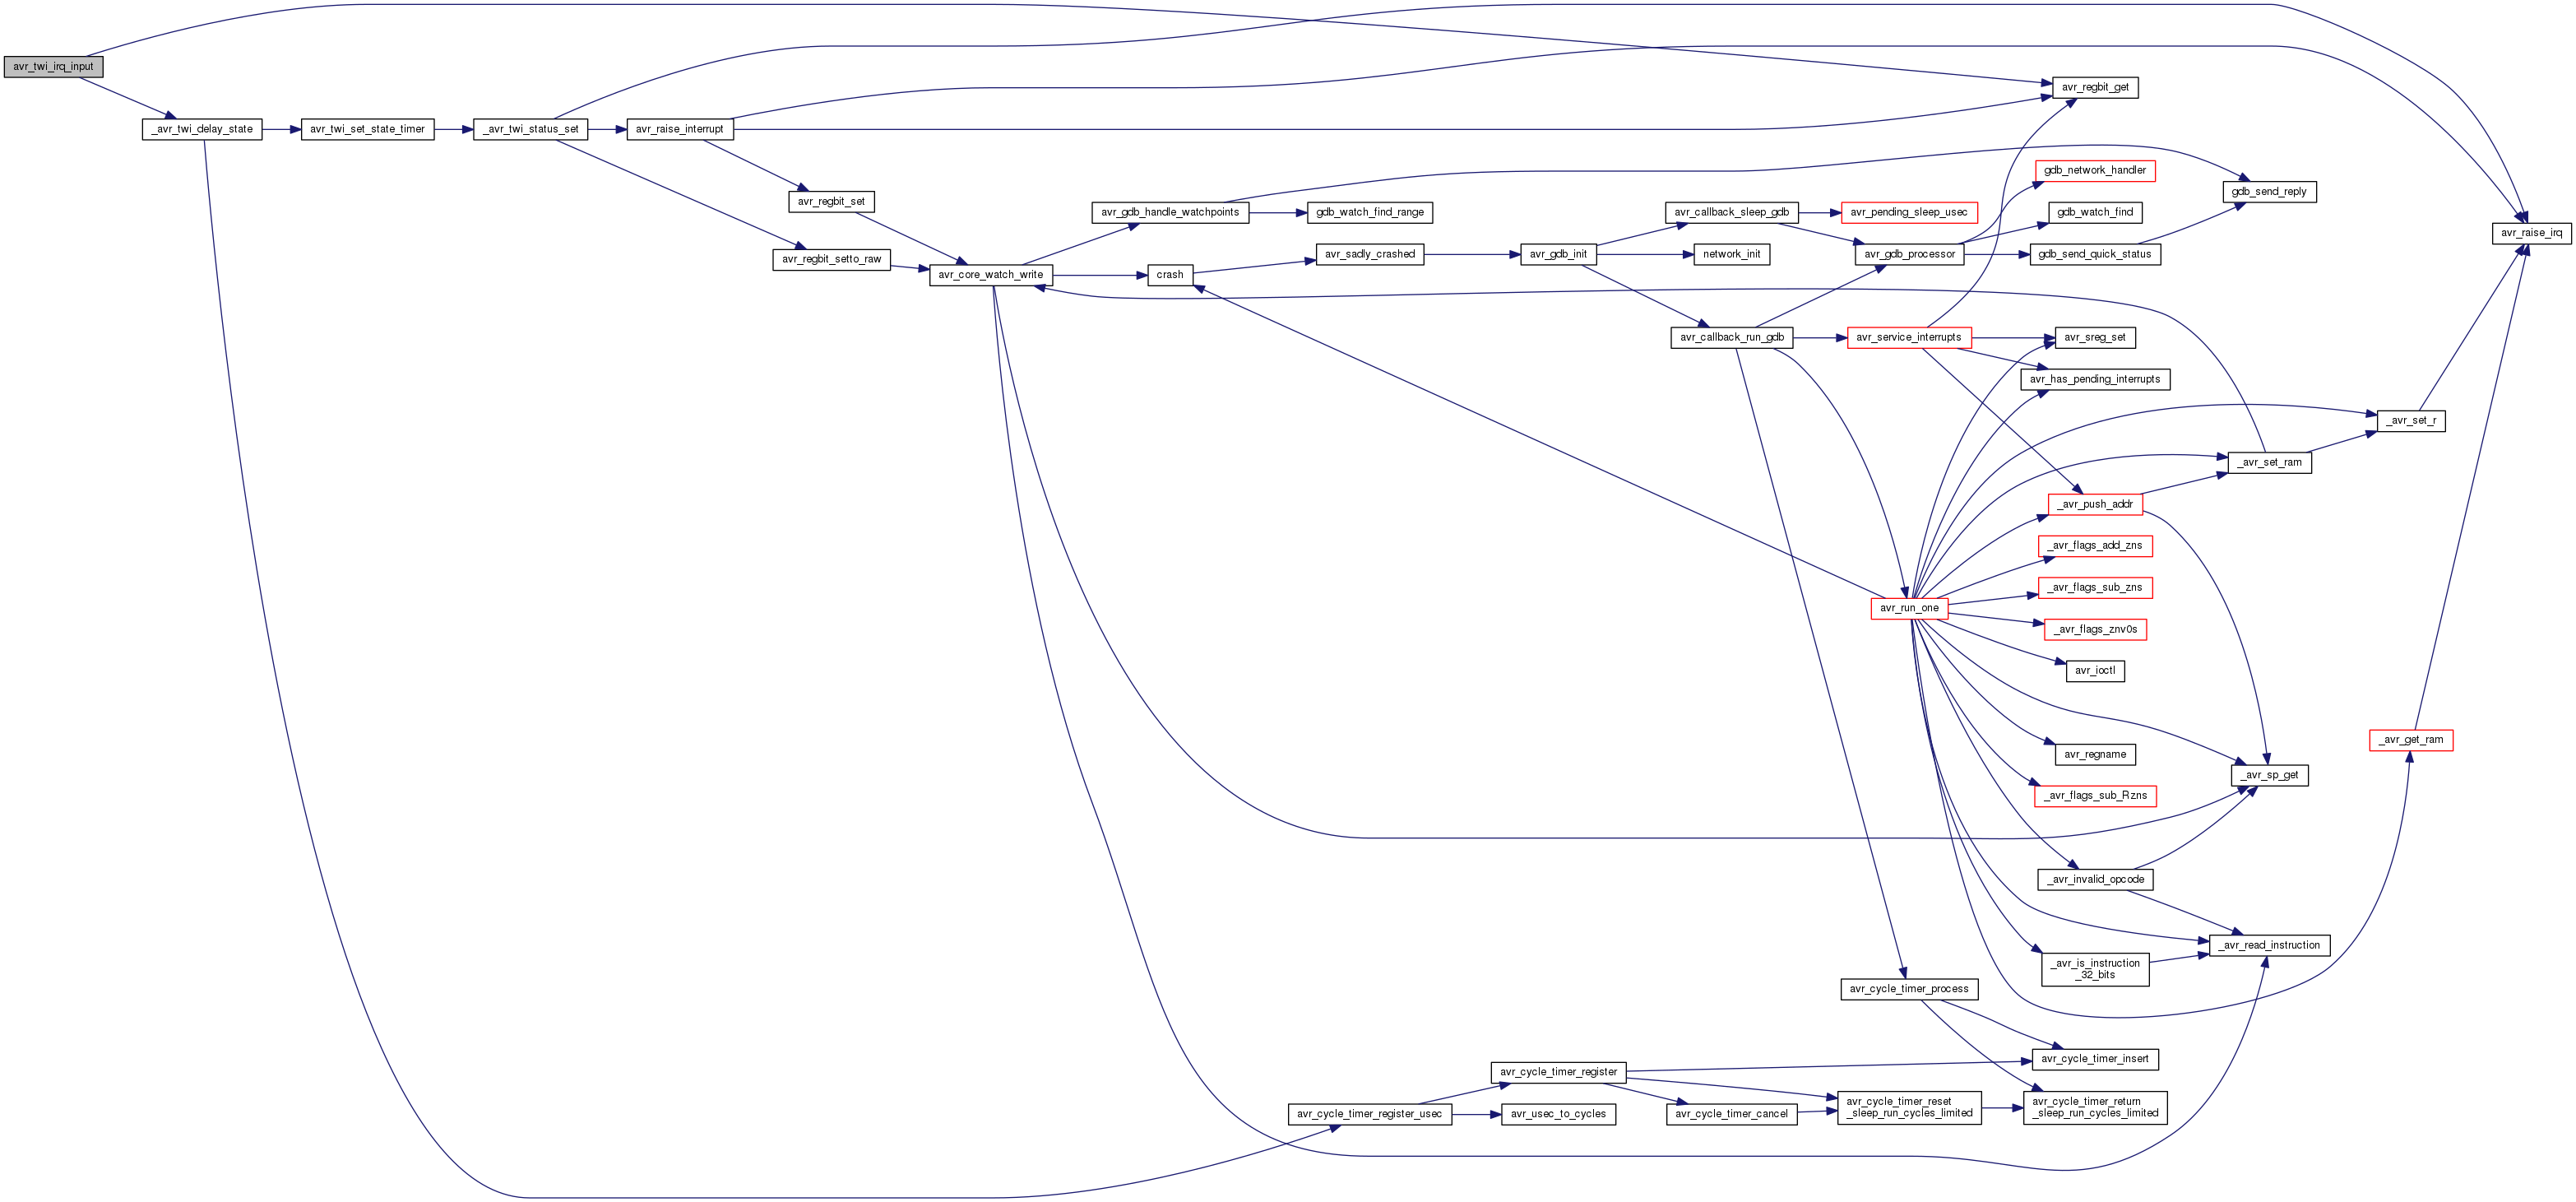 avr_twi_irq_input
_avr_twi_delay_state
avr_twi_set_state_timer
_avr_twi_status_set
avr_raise_interrupt
avr_regbit_set
avr_regbit_setto_raw
avr_core_watch_write
avr_gdb_handle_watchpoints
gdb_watch_find_range
crash
avr_sadly_crashed
avr_gdb_init
avr_callback_sleep_gdb
network_init
avr_callback_run_gdb
avr_pending_sleep_usec
avr_gdb_processor
avr_service_interrupts
avr_run_one
avr_cycle_timer_process
avr_regbit_get
gdb_network_handler
gdb_watch_find
gdb_send_quick_status
avr_sreg_set
avr_has_pending_interrupts
_avr_push_addr
_avr_flags_add_zns
_avr_flags_sub_zns
_avr_flags_znv0s
avr_ioctl
avr_regname
_avr_flags_sub_Rzns
_avr_invalid_opcode
_avr_is_instruction
_32_bits
gdb_send_reply
_avr_set_ram
_avr_sp_get
_avr_read_instruction
_avr_set_r
_avr_get_ram
avr_raise_irq
avr_cycle_timer_register_usec
avr_cycle_timer_register
avr_usec_to_cycles
avr_cycle_timer_cancel
avr_cycle_timer_reset
_sleep_run_cycles_limited
avr_cycle_timer_insert
avr_cycle_timer_return
_sleep_run_cycles_limited